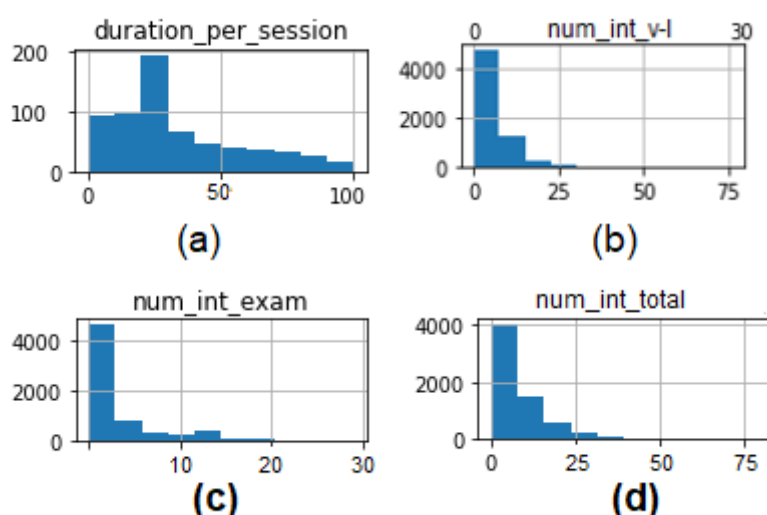 duration_per_session
200
100
0
0 50 100
(a)
0 num_int_v-l 30
4000
2000
0
0 25 50 75
(b)
num_int_exam
4000
2000
0
10 20 30
(c)
num_int_total
4000
2000
0
0 25 50 75
(d)